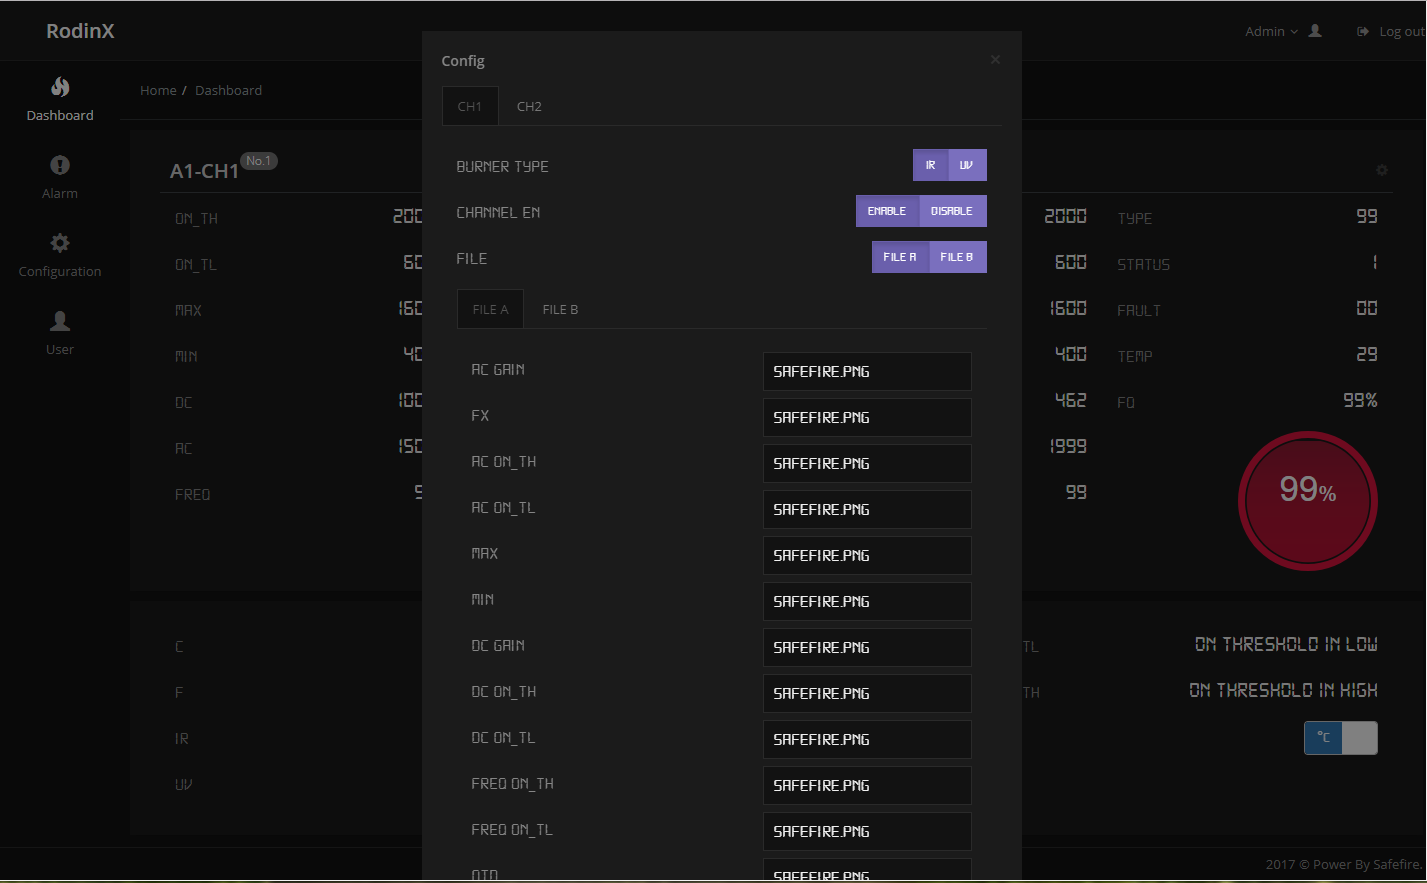 RodinX
Admin
Log out
Config
×
CH1
CH2
Dashboard
Home / Dashboard
Alarm
Configuration
User
A1-CH1 No.1
ON_TH
ON_TL
MAX
MIN
DC
AC
FREQ
BURNER TYPE IR UV
CHANNEL EN ENABLE DISABLE
FILE FILE A FILE B
FILE A FILE B
AC GAIN SAFEFIRE.PNG
FX SAFEFIRE.PNG
AC ON_TH SAFEFIRE.PNG
AC ON_TL SAFEFIRE.PNG
MAX SAFEFIRE.PNG
MIN SAFEFIRE.PNG
DC GAIN SAFEFIRE.PNG
DC ON_TH SAFEFIRE.PNG
DC ON_TL SAFEFIRE.PNG
FREQ ON_TH SAFEFIRE.PNG
FREQ ON_TL SAFEFIRE.PNG
SAFEFIRE.PNG
2000 TYPE 99
600 STATUS 1
1600 FAULT 00
400 TEMP 29
462 FQ 99%
1999
99
99%
C
F
IR
UV
TL ON THRESHOLD IN LOW
TH ON THRESHOLD IN HIGH
°C
2017 © Power By Safefire.